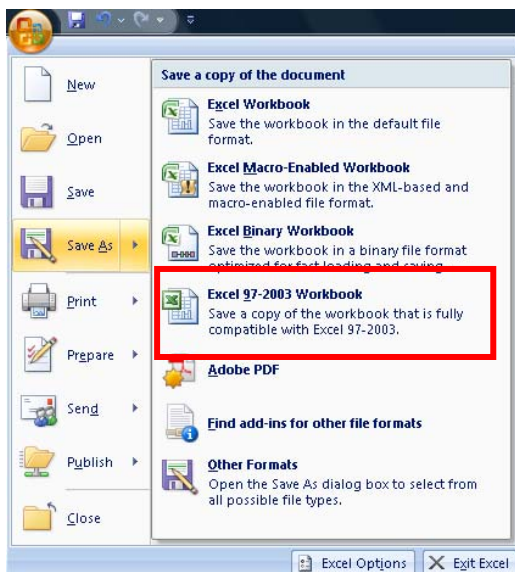 New
Open
Save
Save As
Print
Prepare
Send
Publish
Close
Save a copy of the document
Excel Workbook
Save the workbook in the default file
format.
Excel Macro-Enabled Workbook
Save the workbook in the XML-based and
macro-enabled file format.
Excel Binary Workbook
Save the workbook in a binary file format
optimized for fast loading and saving.
Excel 97-2003 Workbook
Save a copy of the workbook that is fully
compatible with Excel 97-2003.
Adobe PDF
Find add-ins for other file formats
Other Formats
Open the Save As dialog box to select from
all possible file types.
Excel Options
Exit Excel